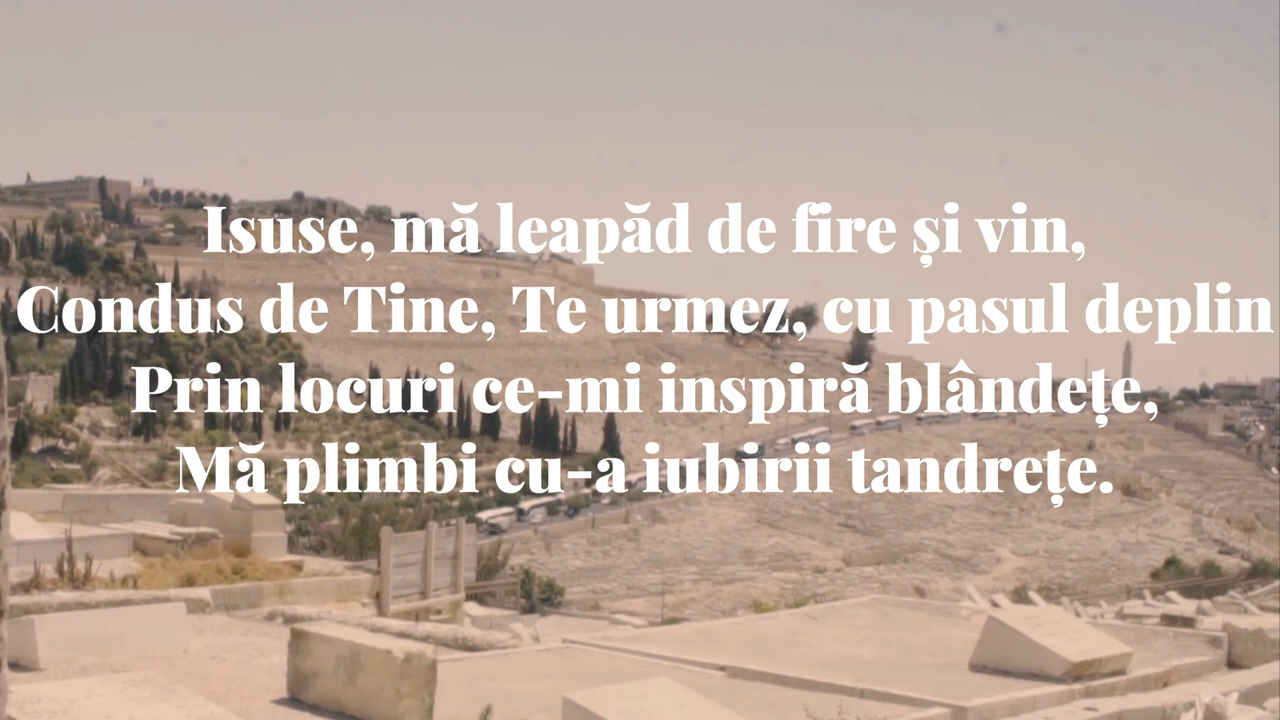 Isuse, mă leapăd de fire și vin,
Condus de Tine, Te urmez, cu pasul deplin
Prin locuri ce-mi inspiră blândețe,
Mă plimbi cu-a iubirii tandrețe.